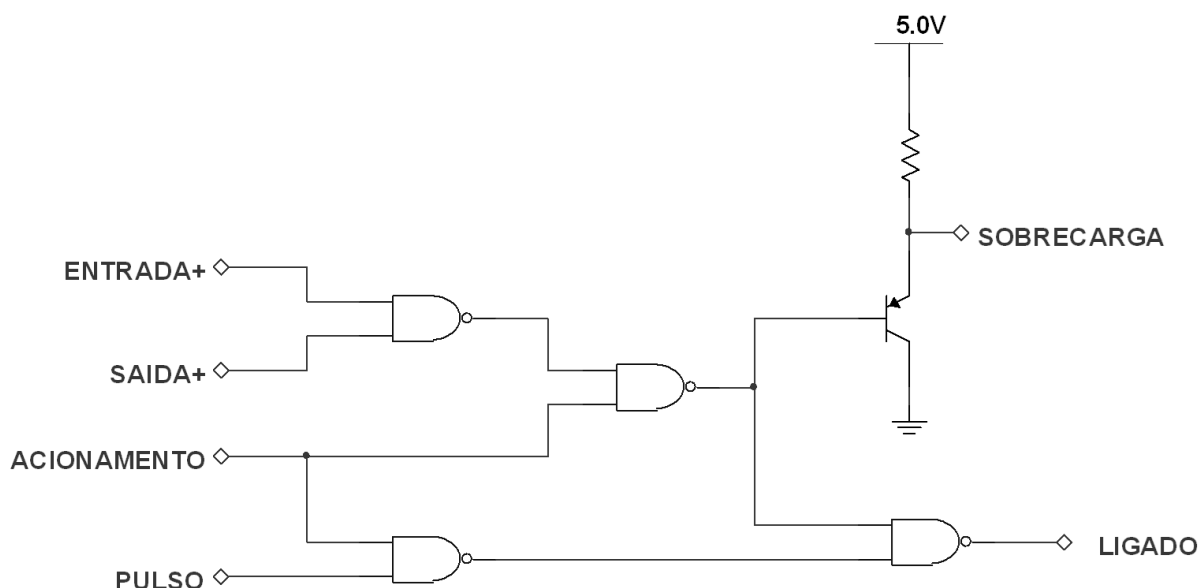 5.0V
SOBRECARGA
ENTRADA+
SAIDA+
ACIONAMENTO
LIGADO
PULSO